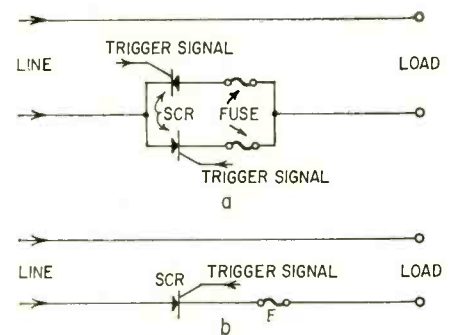 TRIGGER SIGNAL
LINE
LOAD
SCR
FUSE
TRIGGER SIGNAL
a
LINE
SCR
TRIGGER SIGNAL
LOAD
F
b